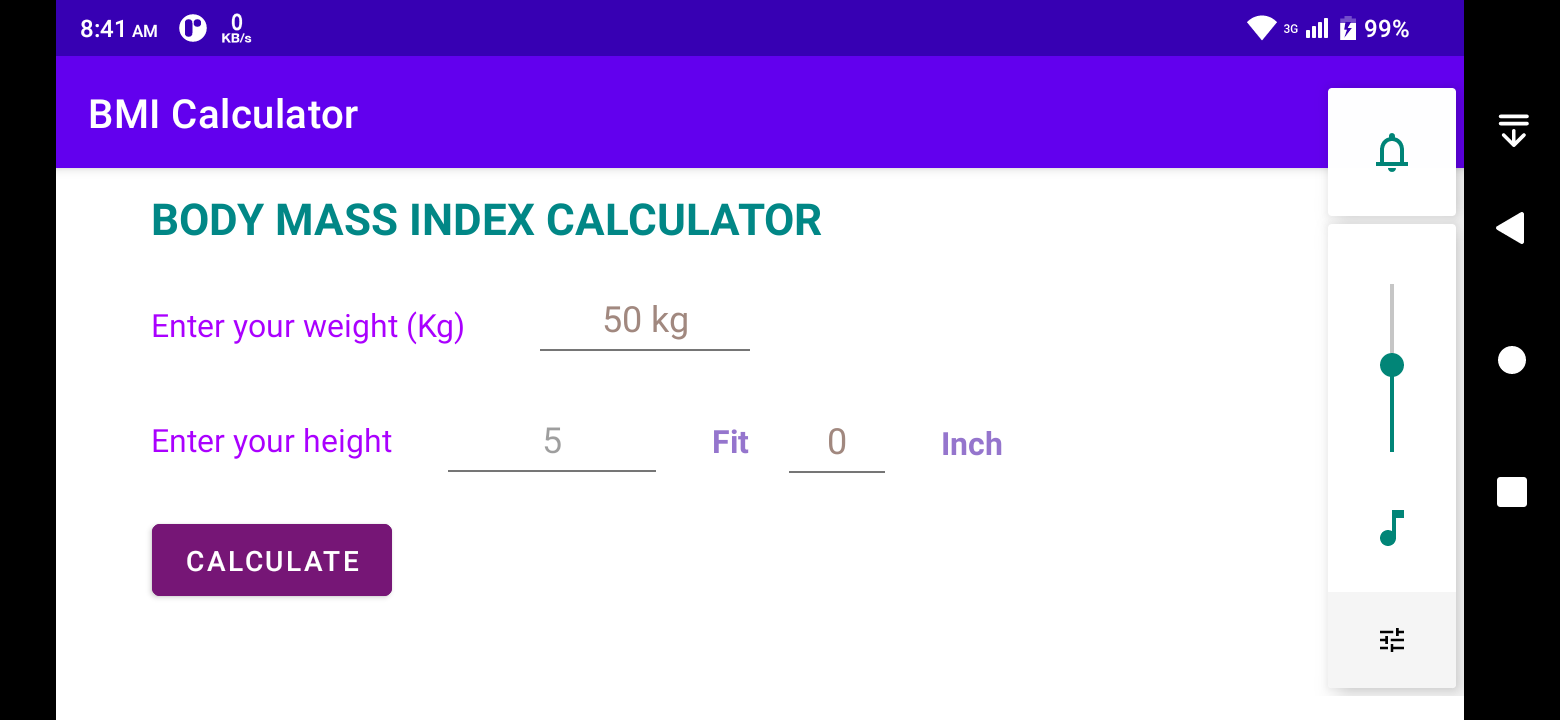 8:41 AM 0 KB/s 3G 99%
BMI Calculator
BODY MASS INDEX CALCULATOR
Enter your weight (Kg) 50 kg
Enter your height 5 Fit 0 Inch
CALCULATE